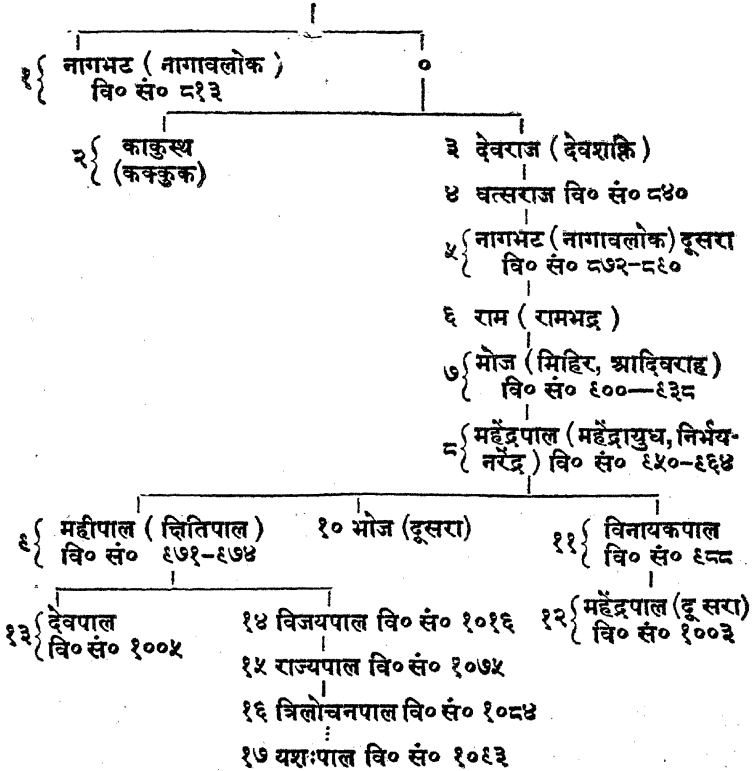 १ नागभट ( नागावलोक )
वि० सं० ८१३
०
२ काकुस्थ
(कक्कुक)
३ देवराज ( देवशक्ति )
४ वत्सराज वि० सं० ८४०
५ नागभट (नागावलोक) दूसरा
वि० सं० ८७२-८९०
६ राम ( रामभद्र )
७ भोज (मिहिर, आदिवराह)
वि० सं० ९००—९३८
८ महेंद्रपाल (महेंद्रायुध, निर्भय-
नरेंद्र) वि० सं० ९५०-९६४
९ महीपाल ( क्षितिपाल )
वि० सं० ९७१-९७४
१० भोज (दूसरा)
११ विनायकपाल
वि० सं० ९८८
१२ महेंद्रपाल (दूसरा)
वि० सं० १००३
१३ देवपाल
वि० सं० १००५
१४ विजयपाल वि० सं० १०१६
१५ राज्यपाल वि० सं० १०७५
१६ त्रिलोचनपाल वि० सं० १०८४
१७ यशःपाल वि० सं० १०९३